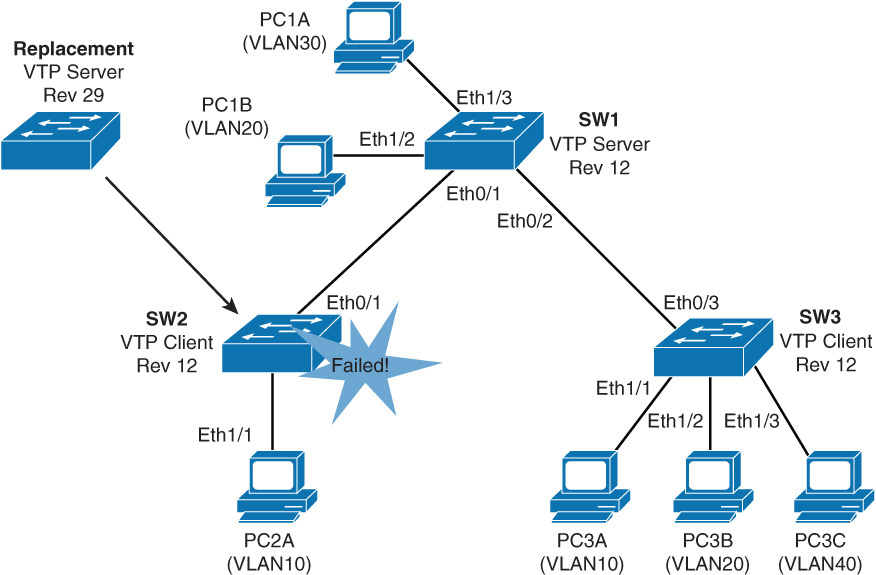 Replacement
VTP Server
Rev 29
PC1A
(VLAN30)
PC1B
(VLAN20)
Eth1/3
Eth1/2
SW1
VTP Server
Rev 12
Eth0/1
Eth0/2
SW2
VTP Client
Rev 12
Eth0/1
Failed!
Eth1/1
PC2A
(VLAN10)
Eth0/3
SW3
VTP Client
Rev 12
Eth1/1
Eth1/2
Eth1/3
PC3A
(VLAN10)
PC3B
(VLAN20)
PC3C
(VLAN40)